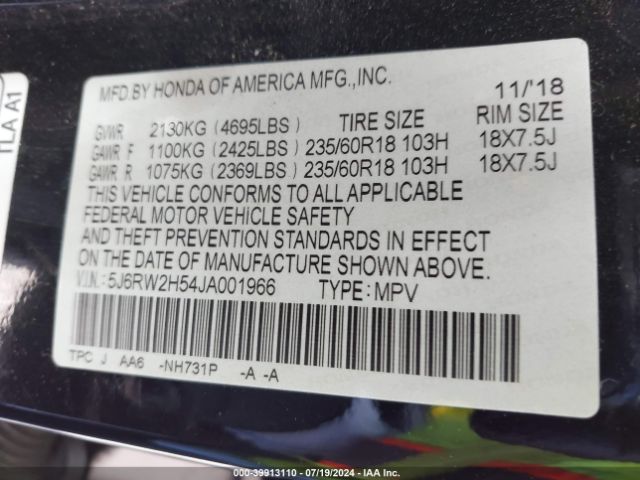 TLA A1
MFD.BY HONDA OF AMERICA MFG.,INC. 11/'18
GVWR 2130KG (4695LBS) TIRE SIZE RIM SIZE
GAWR F 1100KG (2425LBS) 235/60R18 103H 18X7.5J
GAWR R 1075KG (2369LBS) 235/60R18 103H 18X7.5J
THIS VEHICLE CONFORMS TO ALL APPLICABLE
FEDERAL MOTOR VEHICLE SAFETY
AND THEFT PREVENTION STANDARDS IN EFFECT
ON THE DATE OF MANUFACTURE SHOWN ABOVE.
V.I.N.: 5J6RW2H54JA001966 TYPE: MPV
TPC J AA6 -NH731P -A -A
000-39913110 - 07/19/2024 - IAA Inc.